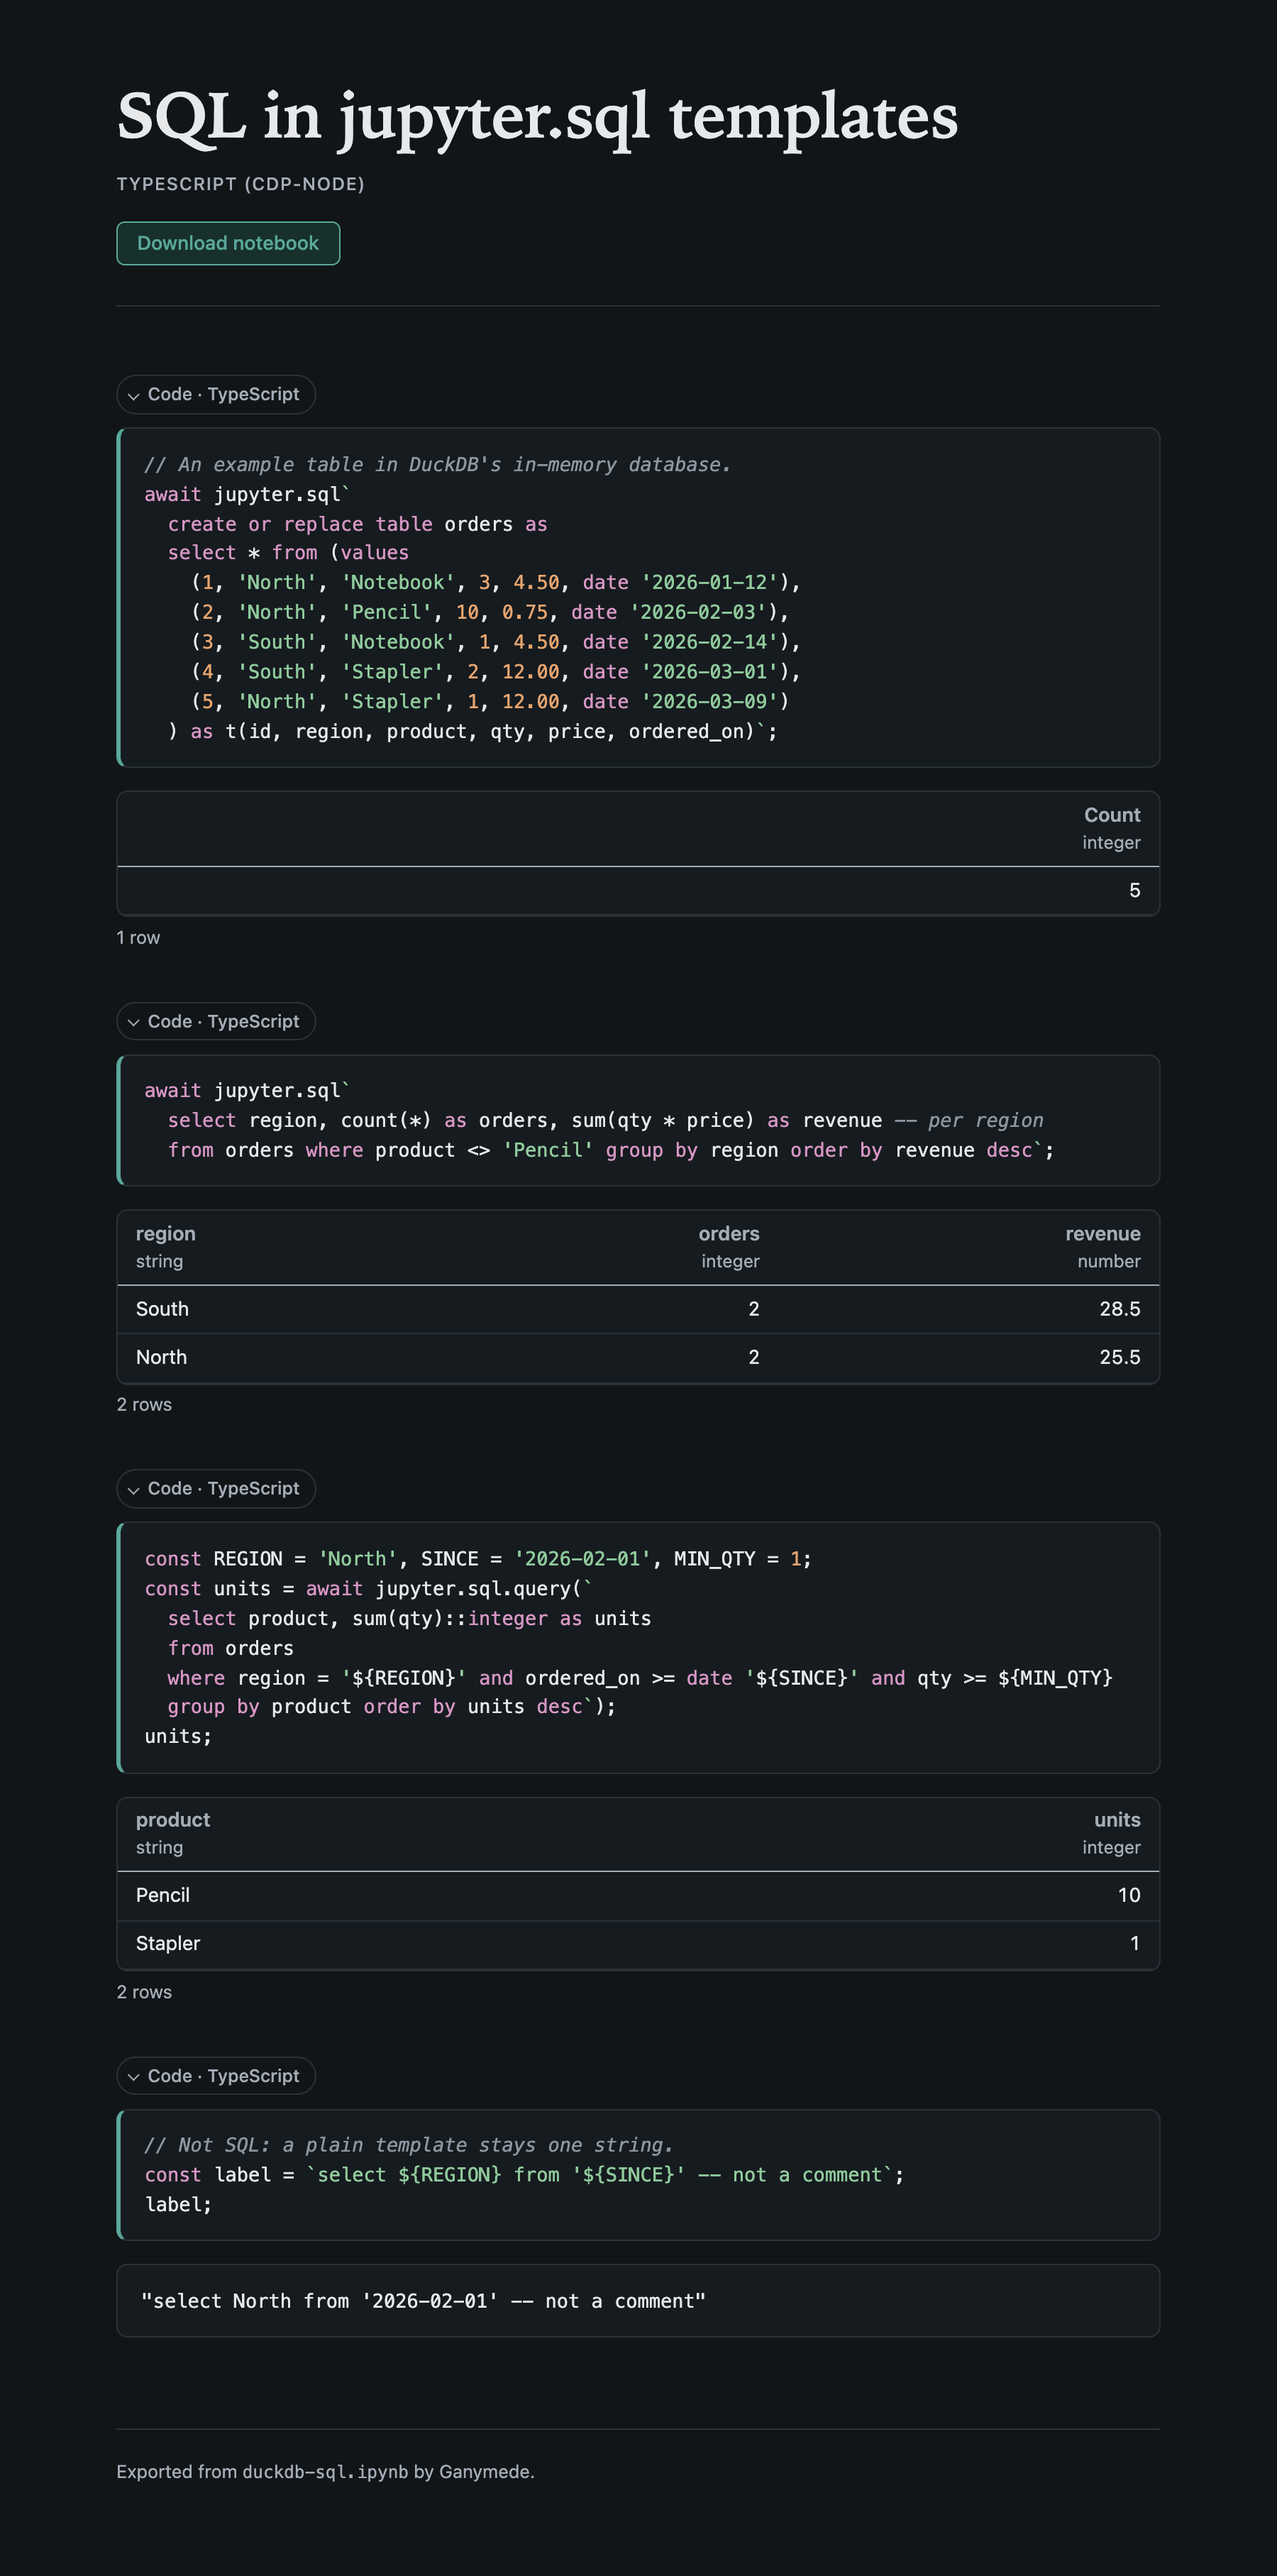 SQL in jupyter.sql templates
TYPESCRIPT (CDP-NODE)
Download notebook
Code · TypeScript
// An example table in DuckDB's in-memory database.
await jupyter.sql`
  create or replace table orders as
  select * from (values
    (1, 'North', 'Notebook', 3, 4.50, date '2026-01-12'),
    (2, 'North', 'Pencil', 10, 0.75, date '2026-02-03'),
    (3, 'South', 'Notebook', 1, 4.50, date '2026-02-14'),
    (4, 'South', 'Stapler', 2, 12.00, date '2026-03-01'),
    (5, 'North', 'Stapler', 1, 12.00, date '2026-03-09')
  ) as t(id, region, product, qty, price, ordered_on)`;
Count
integer
5
1 row
Code · TypeScript
await jupyter.sql`
  select region, count(*) as orders, sum(qty * price) as revenue -- per region
  from orders where product <> 'Pencil' group by region order by revenue desc`;
region orders revenue
string integer number
South 2 28.5
North 2 25.5
2 rows
Code · TypeScript
const REGION = 'North', SINCE = '2026-02-01', MIN_QTY = 1;
const units = await jupyter.sql.query(`
  select product, sum(qty)::integer as units
  from orders
  where region = '${REGION}' and ordered_on >= date '${SINCE}' and qty >= ${MIN_QTY}
  group by product order by units desc`);
units;
product units
string integer
Pencil 10
Stapler 1
2 rows
Code · TypeScript
// Not SQL: a plain template stays one string.
const label = `select ${REGION} from '${SINCE}' -- not a comment`;
label;
"select North from '2026-02-01' -- not a comment"
Exported from duckdb-sql.ipynb by Ganymede.